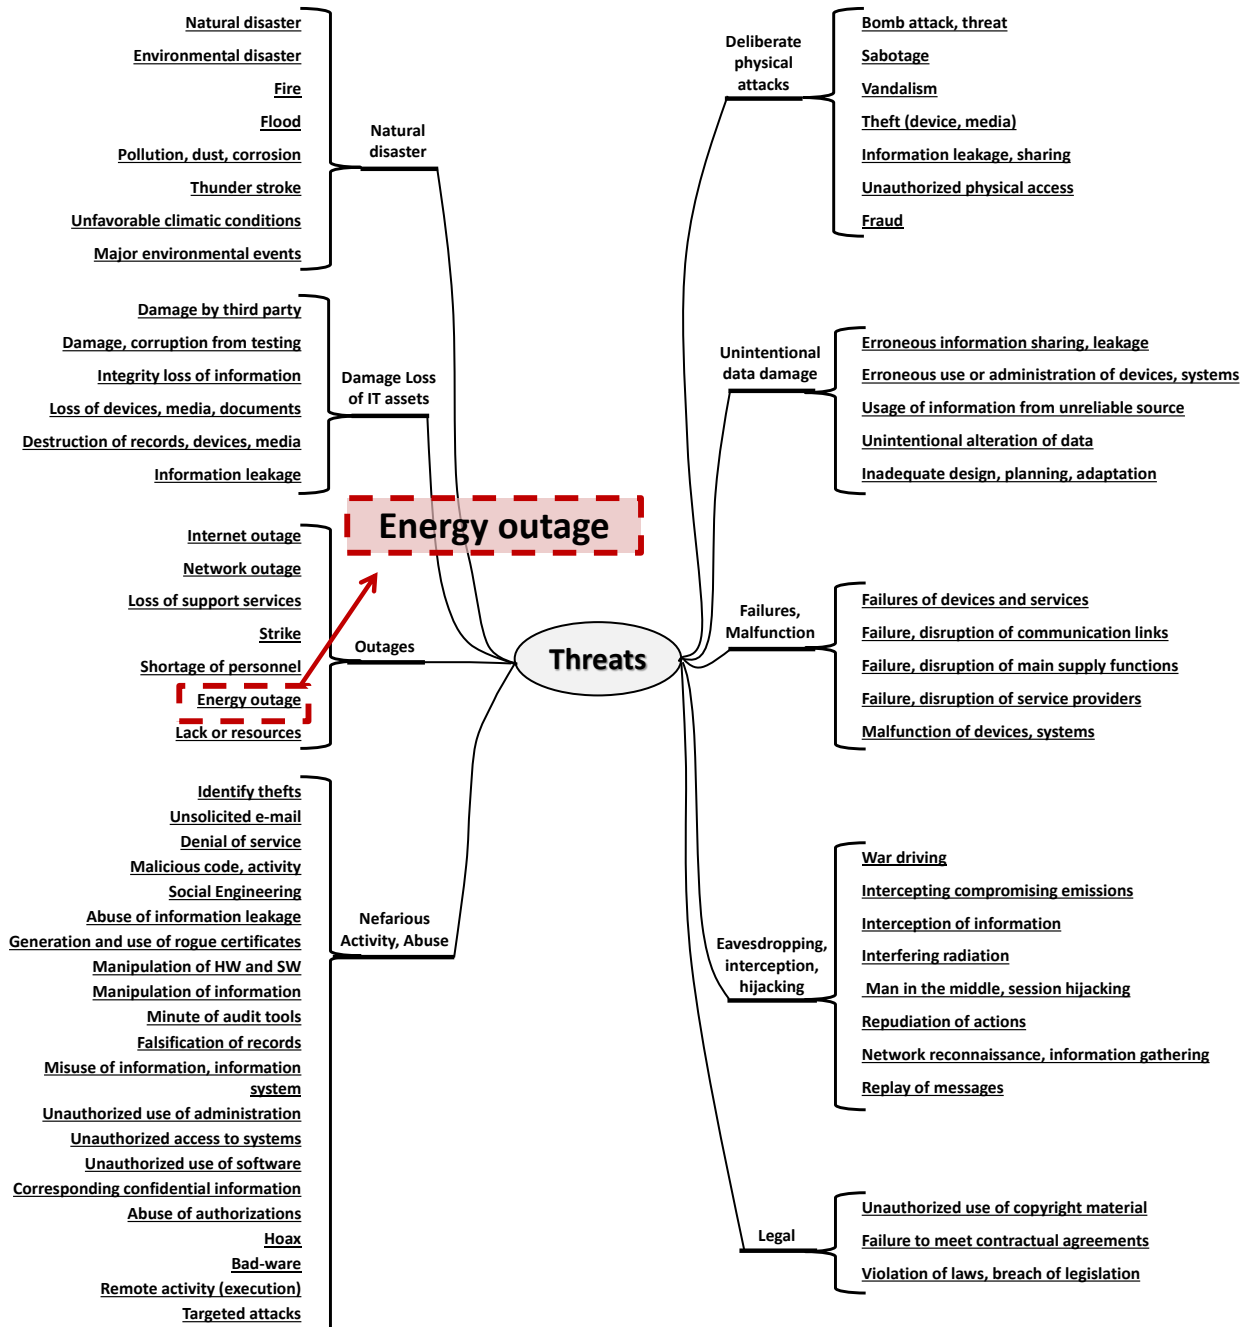 Natural disaster
Environmental disaster
Fire
Flood
Pollution, dust, corrosion
Thunder stroke
Unfavorable climatic conditions
Major environmental events
Natural
disaster
Damage by third party
Damage, corruption from testing
Integrity loss of information
Loss of devices, media, documents
Destruction of records, devices, media
Information leakage
Damage Loss
of IT assets
Energy outage
Internet outage
Network outage
Loss of support services
Strike
Shortage of personnel
Energy outage
Lack or resources
Outages
Identify thefts
Unsolicited e-mail
Denial of service
Malicious code, activity
Social Engineering
Abuse of information leakage
Generation and use of rogue certificates
Manipulation of HW and SW
Manipulation of information
Minute of audit tools
Falsification of records
Misuse of information, information
system
Unauthorized use of administration
Unauthorized access to systems
Unauthorized use of software
Corresponding confidential information
Abuse of authorizations
Hoax
Bad-ware
Remote activity (execution)
Targeted attacks
Nefarious
Activity, Abuse
Threats
Deliberate
physical
attacks
Bomb attack, threat
Sabotage
Vandalism
Theft (device, media)
Information leakage, sharing
Unauthorized physical access
Fraud
Unintentional
data damage
Erroneous information sharing, leakage
Erroneous use or administration of devices, systems
Usage of information from unreliable source
Unintentional alteration of data
Inadequate design, planning, adaptation
Failures,
Malfunction
Failures of devices and services
Failure, disruption of communication links
Failure, disruption of main supply functions
Failure, disruption of service providers
Malfunction of devices, systems
Eavesdropping,
interception,
hijacking
War driving
Intercepting compromising emissions
Interception of information
Interfering radiation
Man in the middle, session hijacking
Repudiation of actions
Network reconnaissance, information gathering
Replay of messages
Legal
Unauthorized use of copyright material
Failure to meet contractual agreements
Violation of laws, breach of legislation